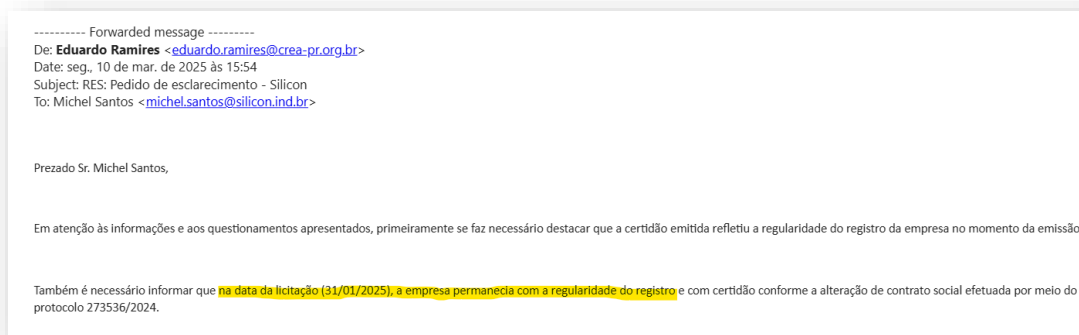 ---------- Forwarded message ---------
De: Eduardo Ramires <eduardo.ramires@crea-pr.org.br>
Date: seg., 10 de mar. de 2025 às 15:54
Subject: RES: Pedido de esclarecimento - Silicon
To: Michel Santos <michel.santos@silicon.ind.br>
Prezado Sr. Michel Santos,
Em atenção às informações e aos questionamentos apresentados, primeiramente se faz necessário destacar que a certidão emitida refletiu a regularidade do registro da empresa no momento da emissão
Também é necessário informar que na data da licitação (31/01/2025), a empresa permanecia com a regularidade do registro e com certidão conforme a alteração de contrato social efetuada por meio do
protocolo 273536/2024.